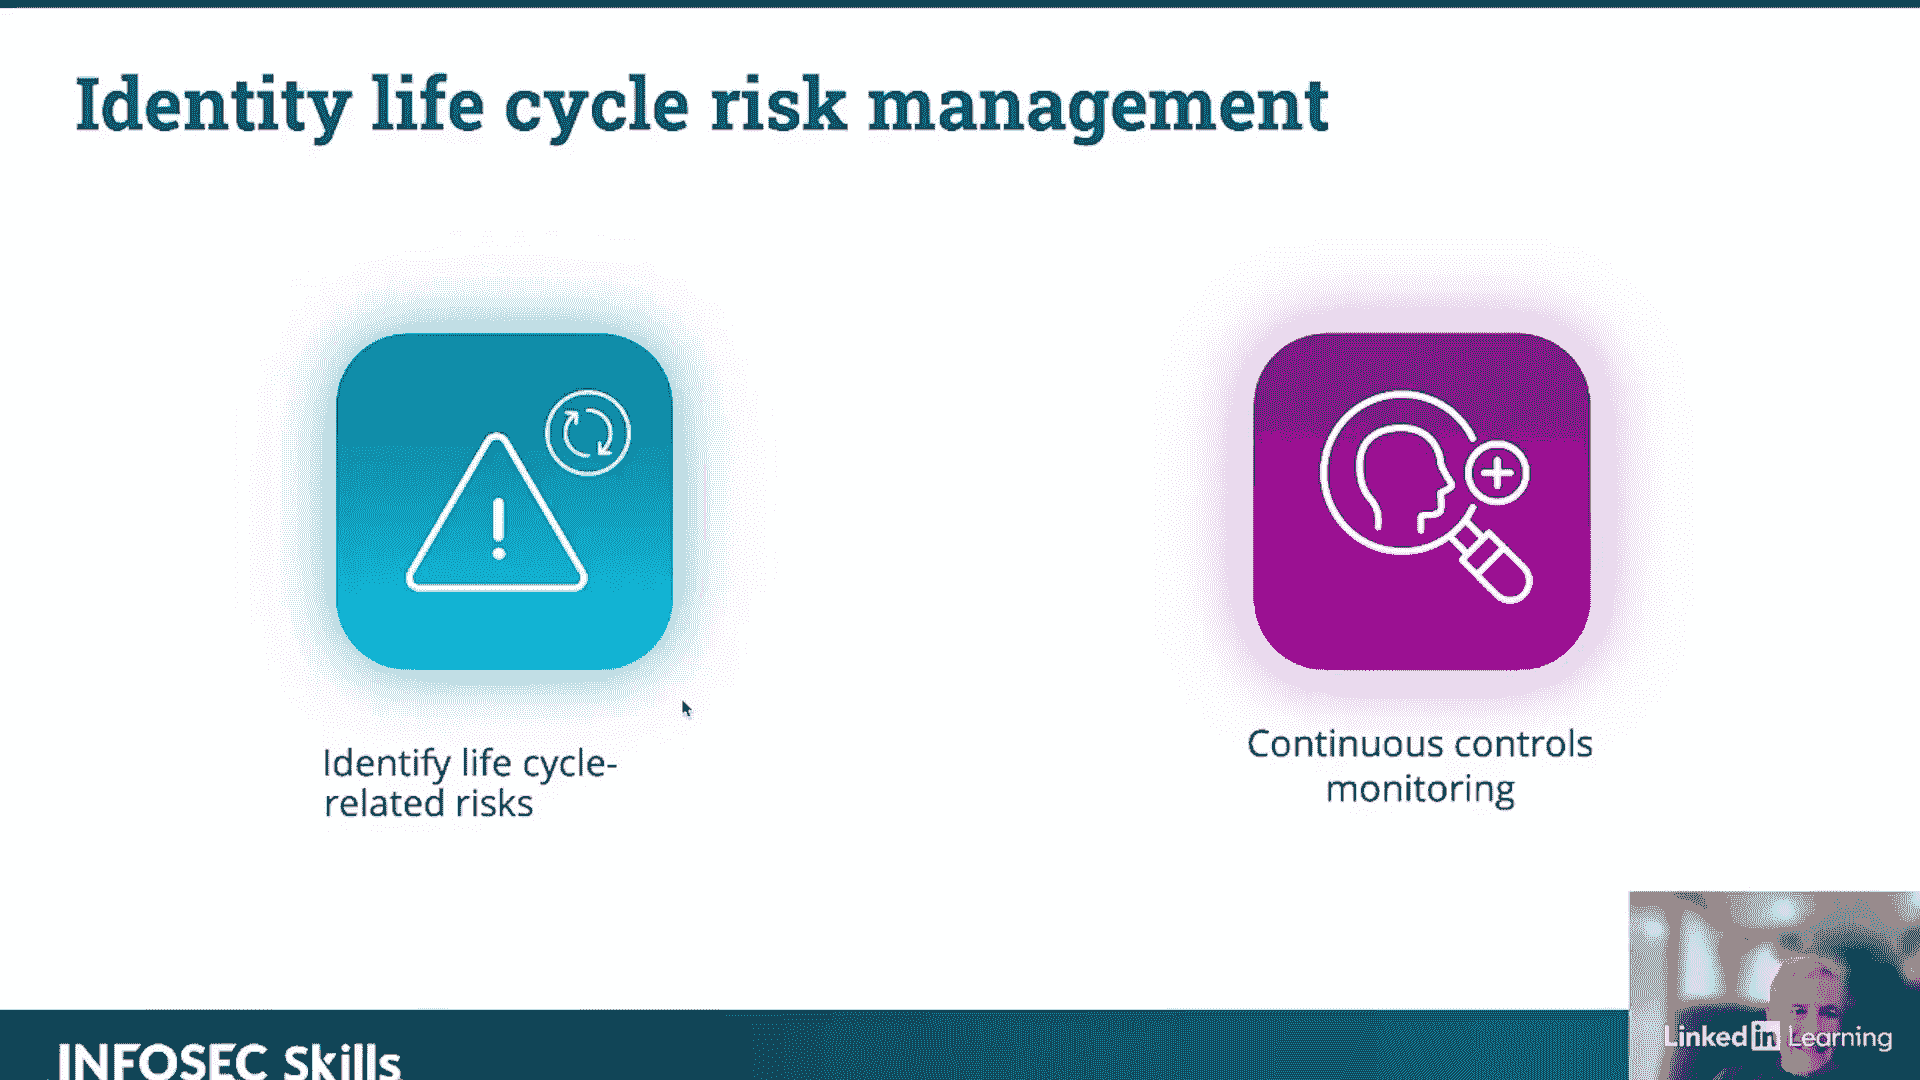 Identity life cycle risk management
Identify life cycle-
related risks
Continuous controls
monitoring
INFOSEC Skills
Linked in Learning